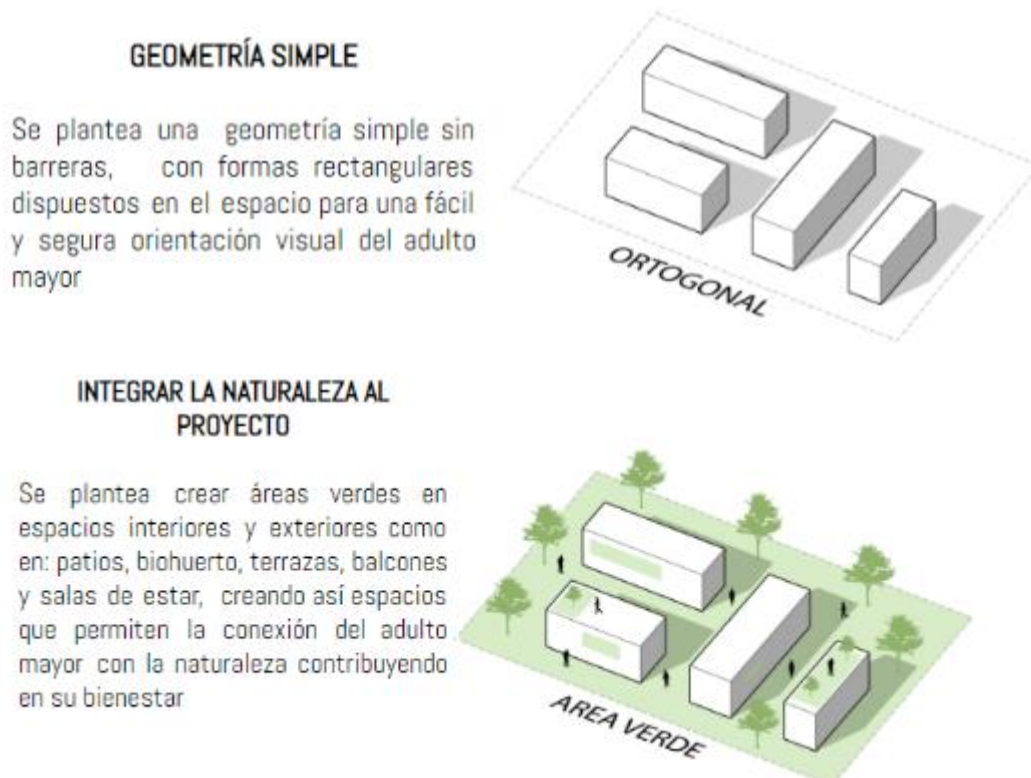 GEOMETRÍA SIMPLE
Se plantea una geometría simple sin
barreras, con formas rectangulares
dispuestos en el espacio para una fácil
y segura orientación visual del adulto
mayor
ORTOGONAL
INTEGRAR LA NATURALEZA AL
PROYECTO
Se plantea crear áreas verdes en
espacios interiores y exteriores como
en: patios, biohuerto, terrazas, balcones
y salas de estar, creando así espacios
que permiten la conexión del adulto
mayor con la naturaleza contribuyendo
en su bienestar
AREA VERDE